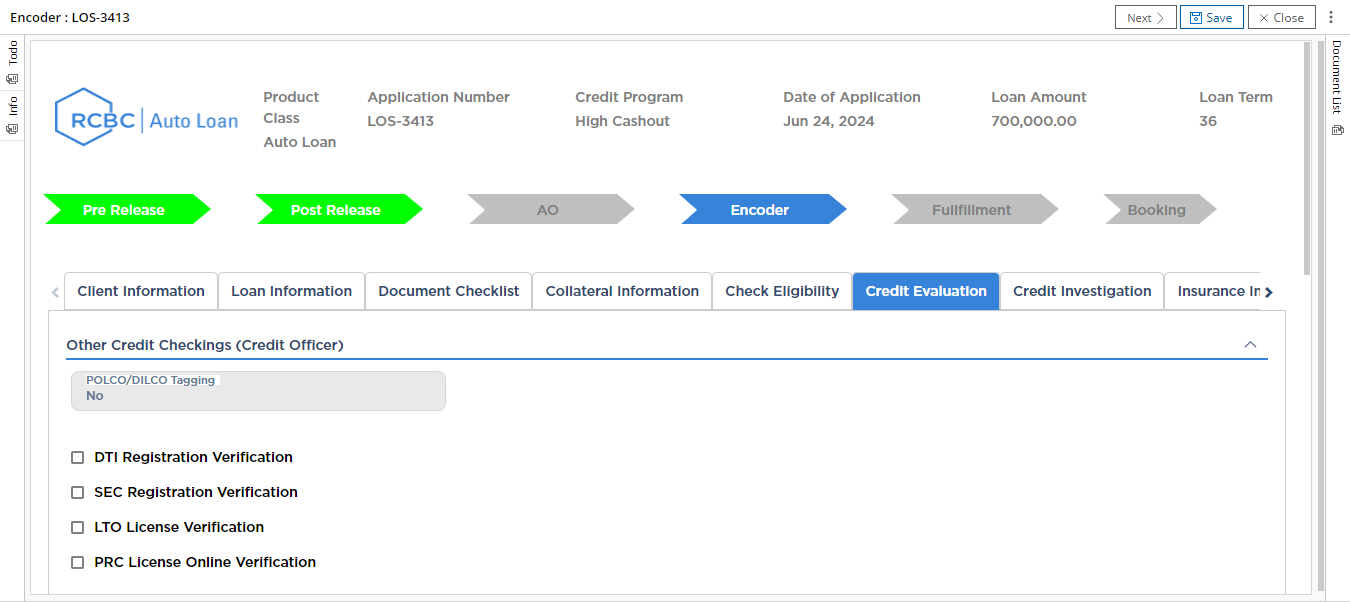 Encoder : LOS-3413
Next
Save
Close
Todo
Info
Document List
RCBC Auto Loan
Product Class
Auto Loan
Application Number
LOS-3413
Credit Program
High Cashout
Date of Application
Jun 24, 2024
Loan Amount
700,000.00
Loan Term
36
Pre Release
Post Release
AO
Encoder
Fullfillment
Booking
Client Information
Loan Information
Document Checklist
Collateral Information
Check Eligibility
Credit Evaluation
Credit Investigation
Insurance In
Other Credit Checkings (Credit Officer)
POLCO/DILCO Tagging
No
DTI Registration Verification
SEC Registration Verification
LTO License Verification
PRC License Online Verification